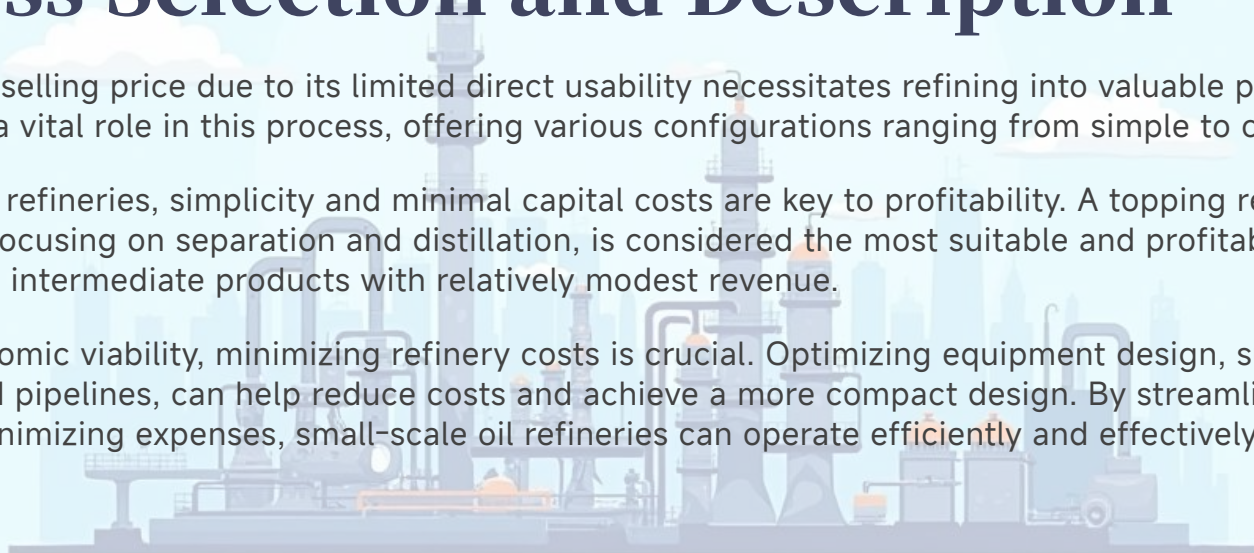 ss Selection and Description
selling price due to its limited direct usability necessitates refining into valuable p
a vital role in this process, offering various configurations ranging from simple to c
refineries, simplicity and minimal capital costs are key to profitability. A topping re
ocusing on separation and distillation, is considered the most suitable and profitab
intermediate products with relatively modest revenue.
omic viability, minimizing refinery costs is crucial. Optimizing equipment design, s
d pipelines, can help reduce costs and achieve a more compact design. By streamli
nimizing expenses, small-scale oil refineries can operate efficiently and effectively